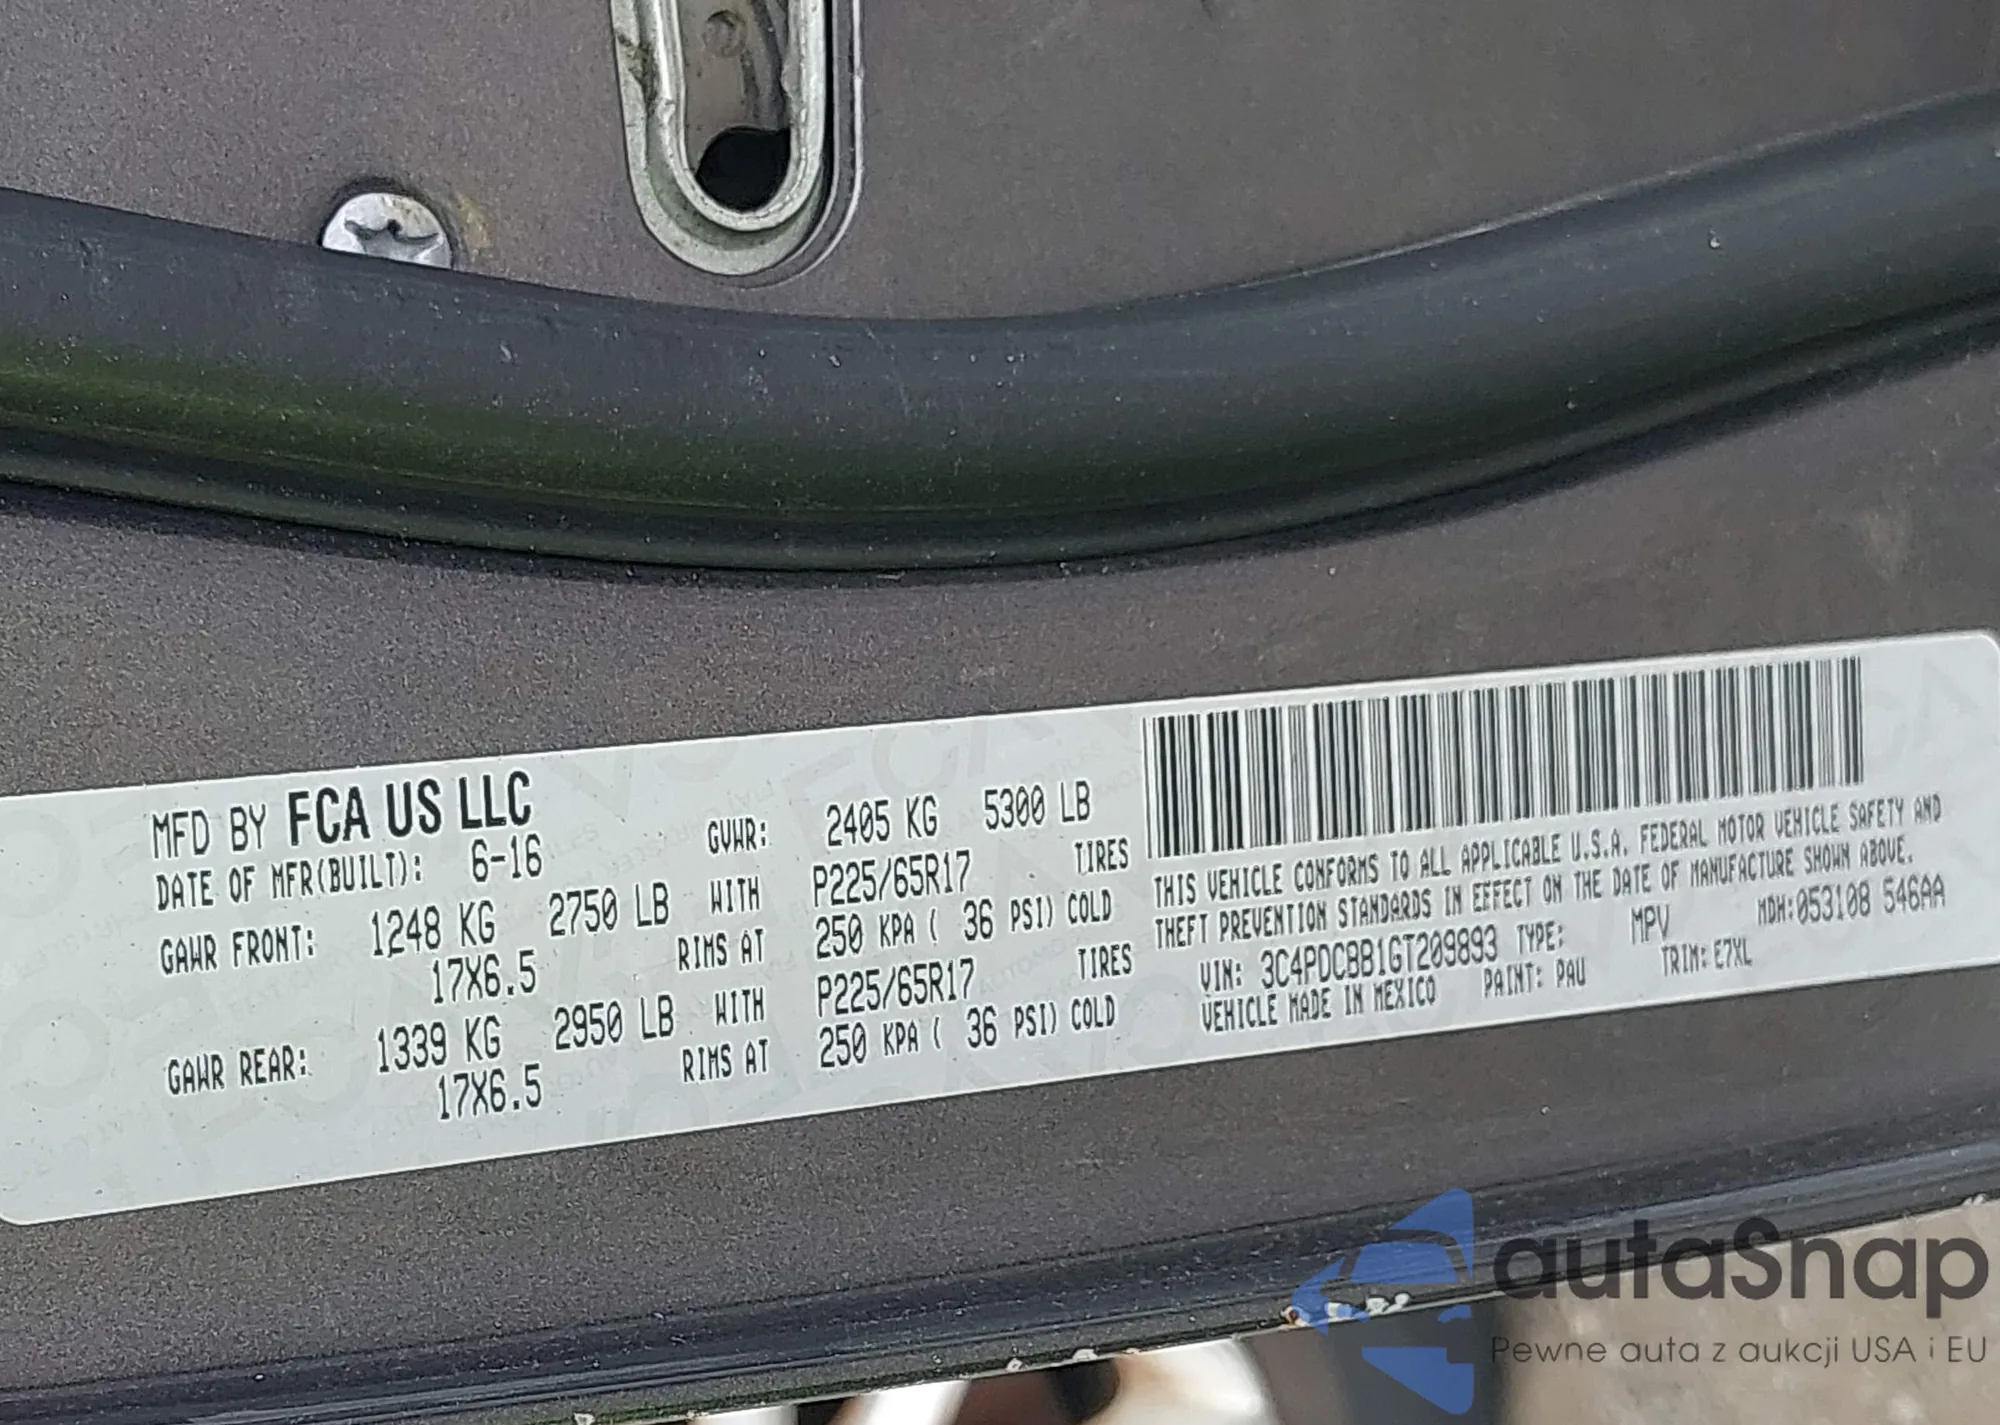 MFD BY FCA US LLC
DATE OF MFR(BUILT): 6-16 GVWR: 2405 KG 5300 LB
GAWR FRONT: 1248 KG 2750 LB WITH P225/65R17 TIRES
17X6.5 RIMS AT 250 KPA ( 36 PSI) COLD
GAWR REAR: 1339 KG 2950 LB WITH P225/65R17 TIRES
17X6.5 RIMS AT 250 KPA ( 36 PSI) COLD
THIS VEHICLE CONFORMS TO ALL APPLICABLE U.S.A. FEDERAL MOTOR VEHICLE SAFETY AND
THEFT PREVENTION STANDARDS IN EFFECT ON THE DATE OF MANUFACTURE SHOWN ABOVE.
VIN: 3C4PDCBB1GT209893 TYPE: MPV MDH:053108 546AA
VEHICLE MADE IN MEXICO PAINT: PAU TRIM: E7XL
autoSnap
Pewne auta z aukcji USA i EU